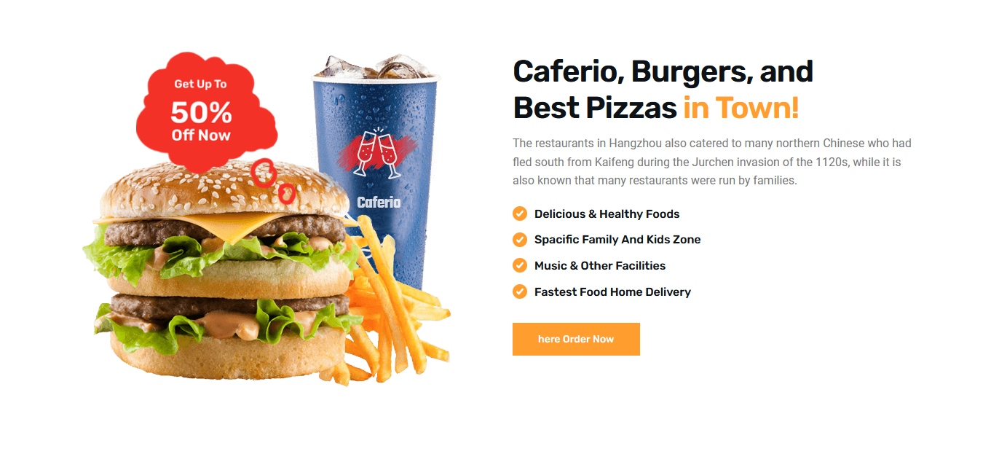 Get Up To
50%
Off Now
Caferio
Caferio, Burgers, and
Best Pizzas in Town!
The restaurants in Hangzhou also catered to many northern Chinese who had
fled south from Kaifeng during the Jurchen invasion of the 1120s, while it is
also known that many restaurants were run by families.
Delicious & Healthy Foods
Spacific Family And Kids Zone
Music & Other Facilities
Fastest Food Home Delivery
here Order Now